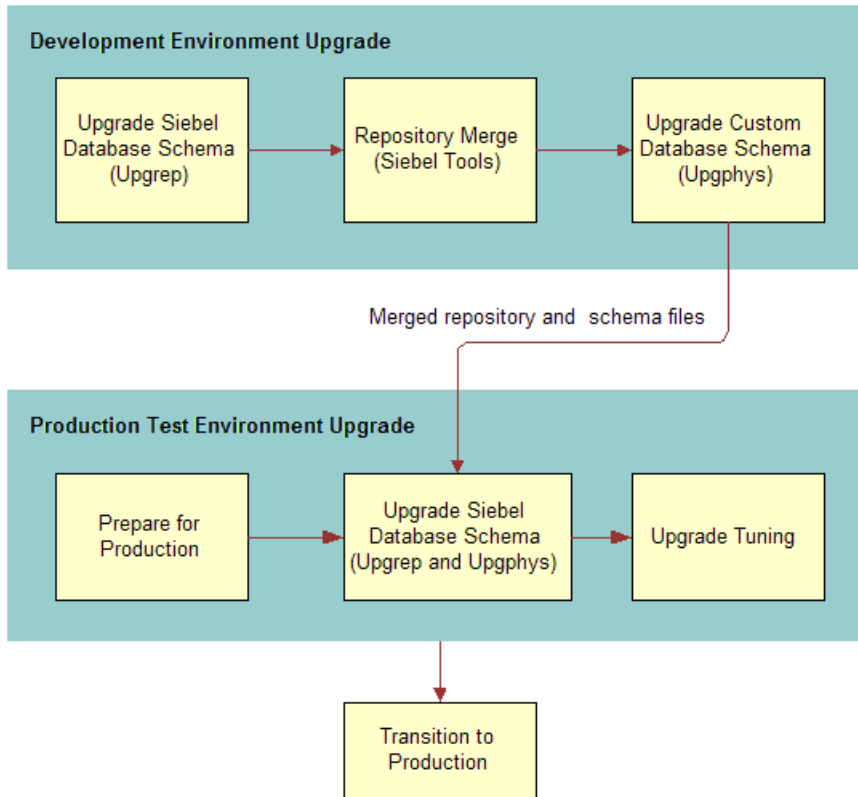 Development Environment Upgrade
Upgrade Siebel
Database Schema
(Upgrep)
Repository Merge
(Siebel Tools)
Upgrade Custom
Database Schema
(Upgphys)
Merged repository and schema files
Production Test Environment Upgrade
Prepare for
Production
Upgrade Siebel
Database Schema
(Upgrep and Upgphys)
Upgrade Tuning
Transition to
Production